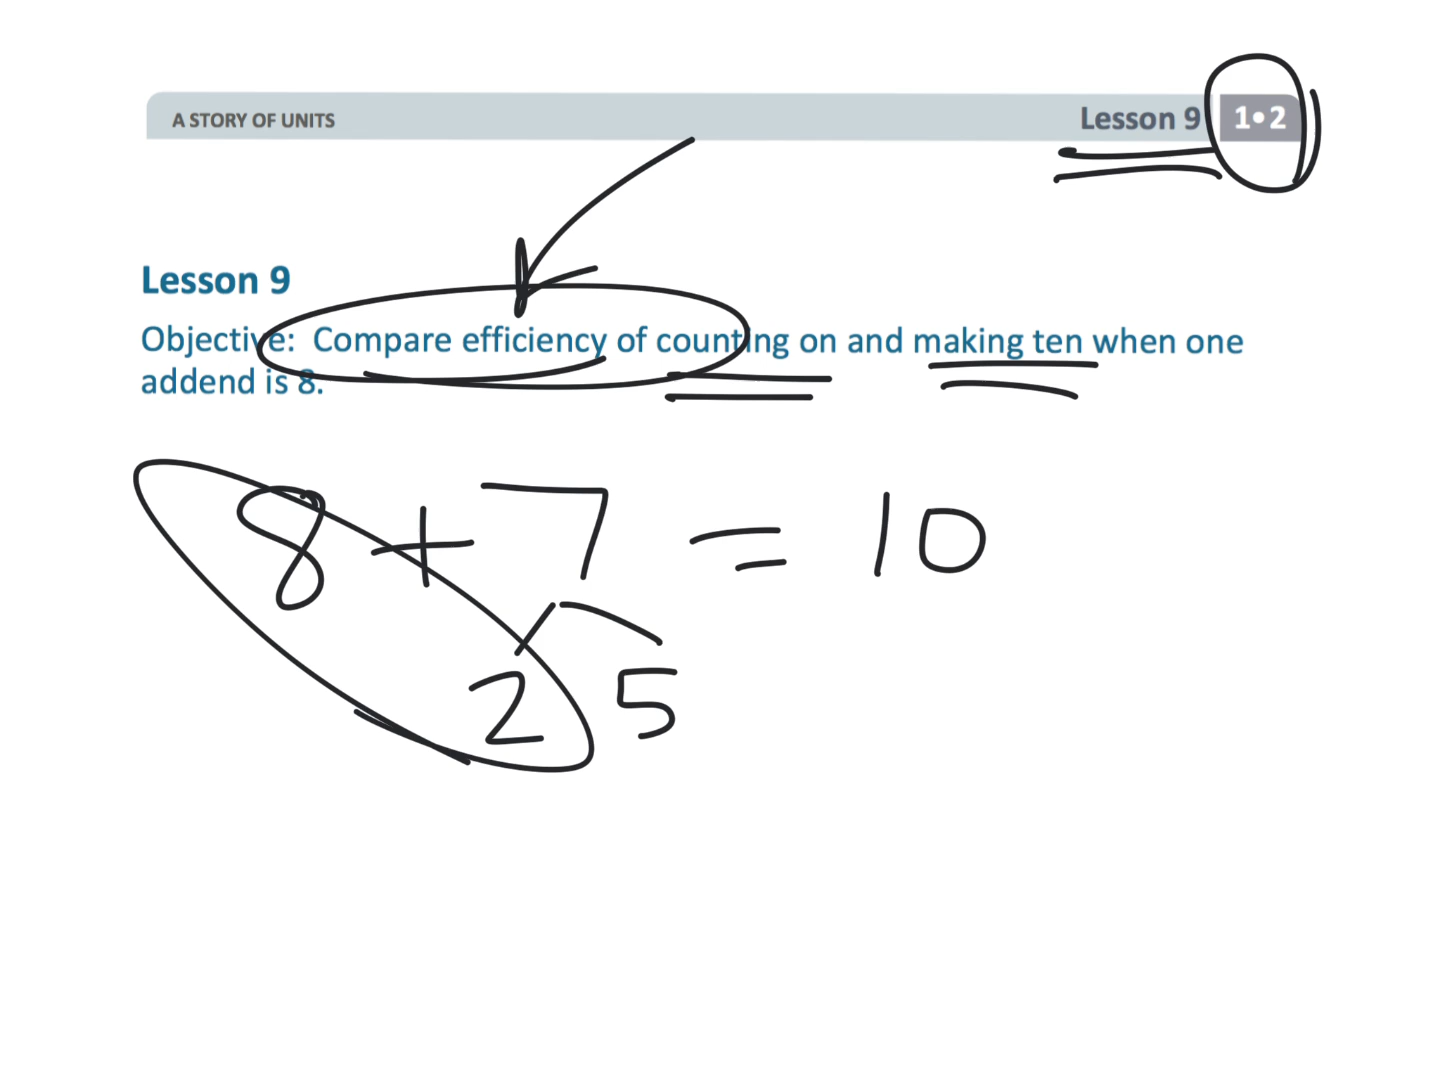 A STORY OF UNITS Lesson 9 1•2
Lesson 9
Objective: Compare efficiency of counting on and making ten when one
addend is 8.
8 + 7 = 10
2 5